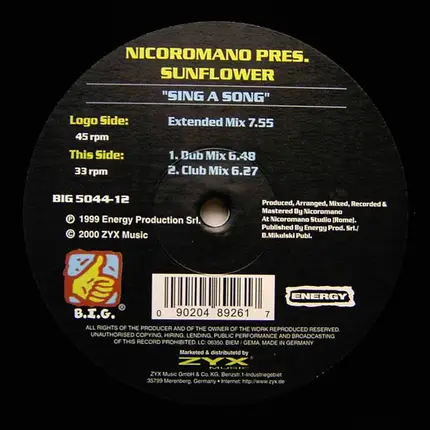 NICOROMANO PRES.
SUNFLOWER
"SING A SONG"
Logo Side: Extended Mix 7.55
45 rpm
This Side: 1. Dub Mix 6.48
33 rpm 2. Club Mix 6.27
BIG 5044-12
Produced, Arranged, Mixed, Recorded &
Mastered By Nicoromano
At Nicoromano Studio (Rome).
Published By Energy Prod. Srl./
B.Mikulski Publ.
℗ 1999 Energy Production Srl.
© 2000 ZYX Music
B.I.G.®
0 90204 89261 7
ENERGY
ALL RIGHTS OF THE PRODUCER AND OF THE OWNER OF THE WORK REPRODUCED RESERVED.
UNAUTHORISED COPYING, HIRING, LENDING, PUBLIC PERFORMANCE AND BROADCASTING
OF THIS RECORD PROHIBITED. LC: 06350. BIEM / GEMA. MADE IN GERMANY
Marketed & distributed by
ZYX®
MUSIC
ZYX Music GmbH & Co. KG, Benzstr. 1-Industriegebiet
35799 Merenberg, Germany • Internet: http://www.zyx.de